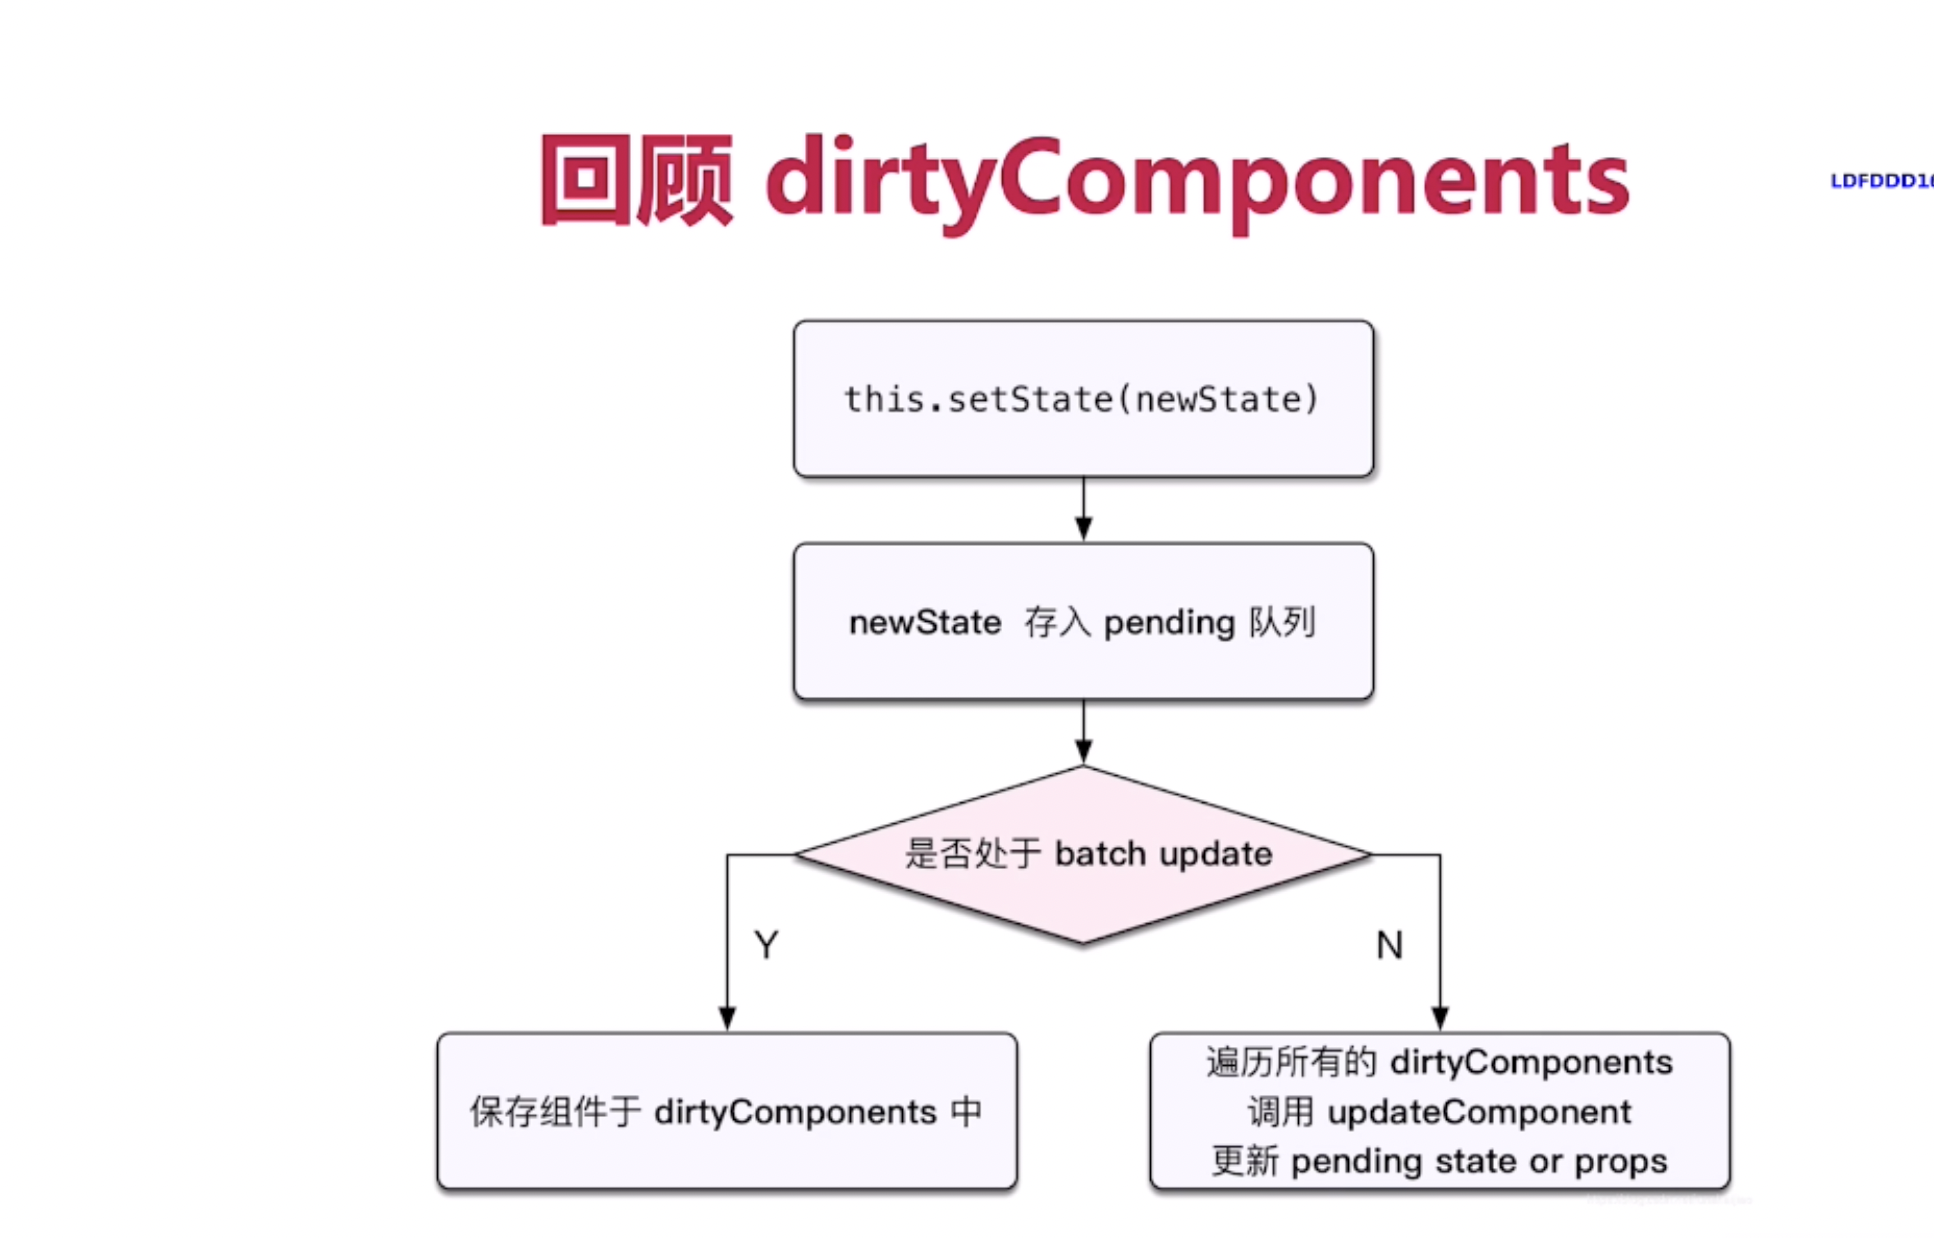 回顾 dirtyComponents
this.setState(newState)
newState 存入 pending 队列
是否处于 batch update
Y
N
保存组件于 dirtyComponents 中
遍历所有的 dirtyComponents
调用 updateComponent
更新 pending state or props